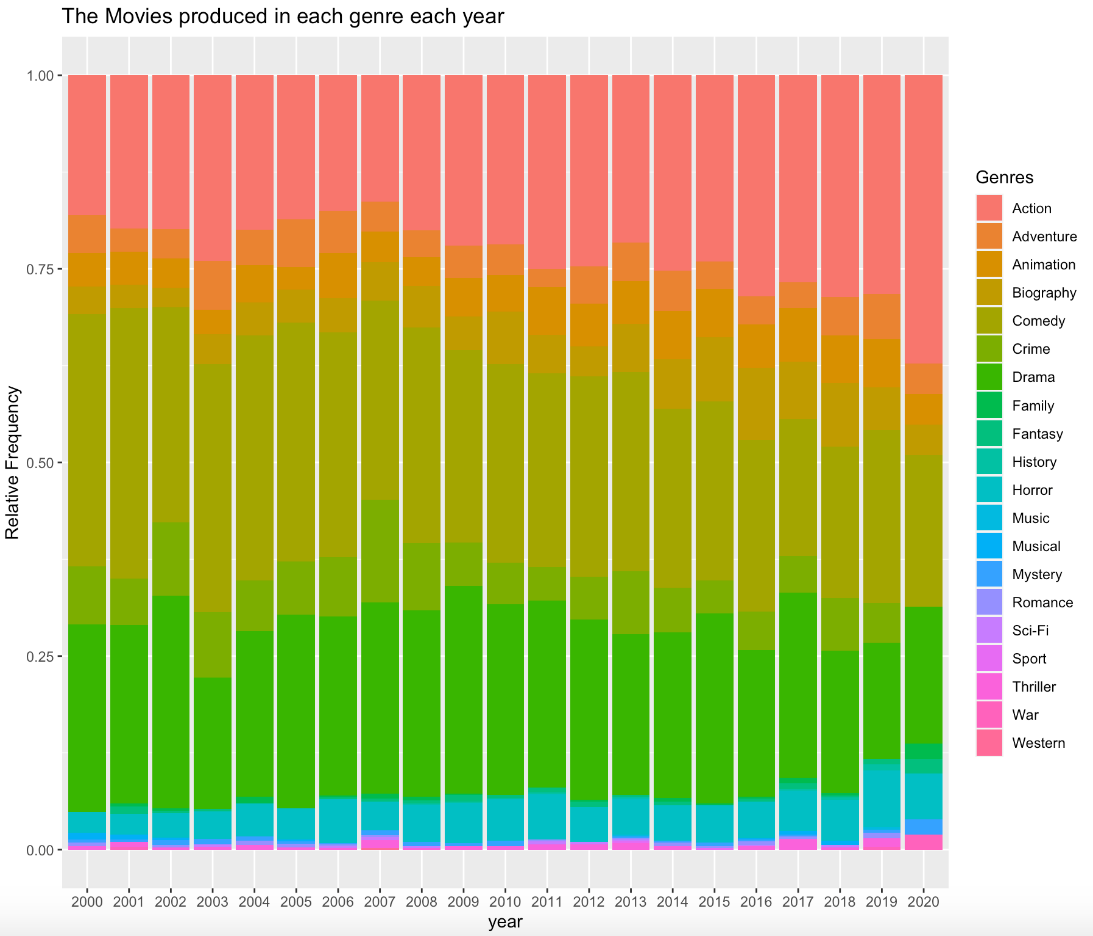 The Movies produced in each genre each year
1.00
0.75
0.50
0.25
0.00
Relative Frequency
2000 2001 2002 2003 2004 2005 2006 2007 2008 2009 2010 2011 2012 2013 2014 2015 2016 2017 2018 2019 2020
year
Genres
Action
Adventure
Animation
Biography
Comedy
Crime
Drama
Family
Fantasy
History
Horror
Music
Musical
Mystery
Romance
Sci-Fi
Sport
Thriller
War
Western